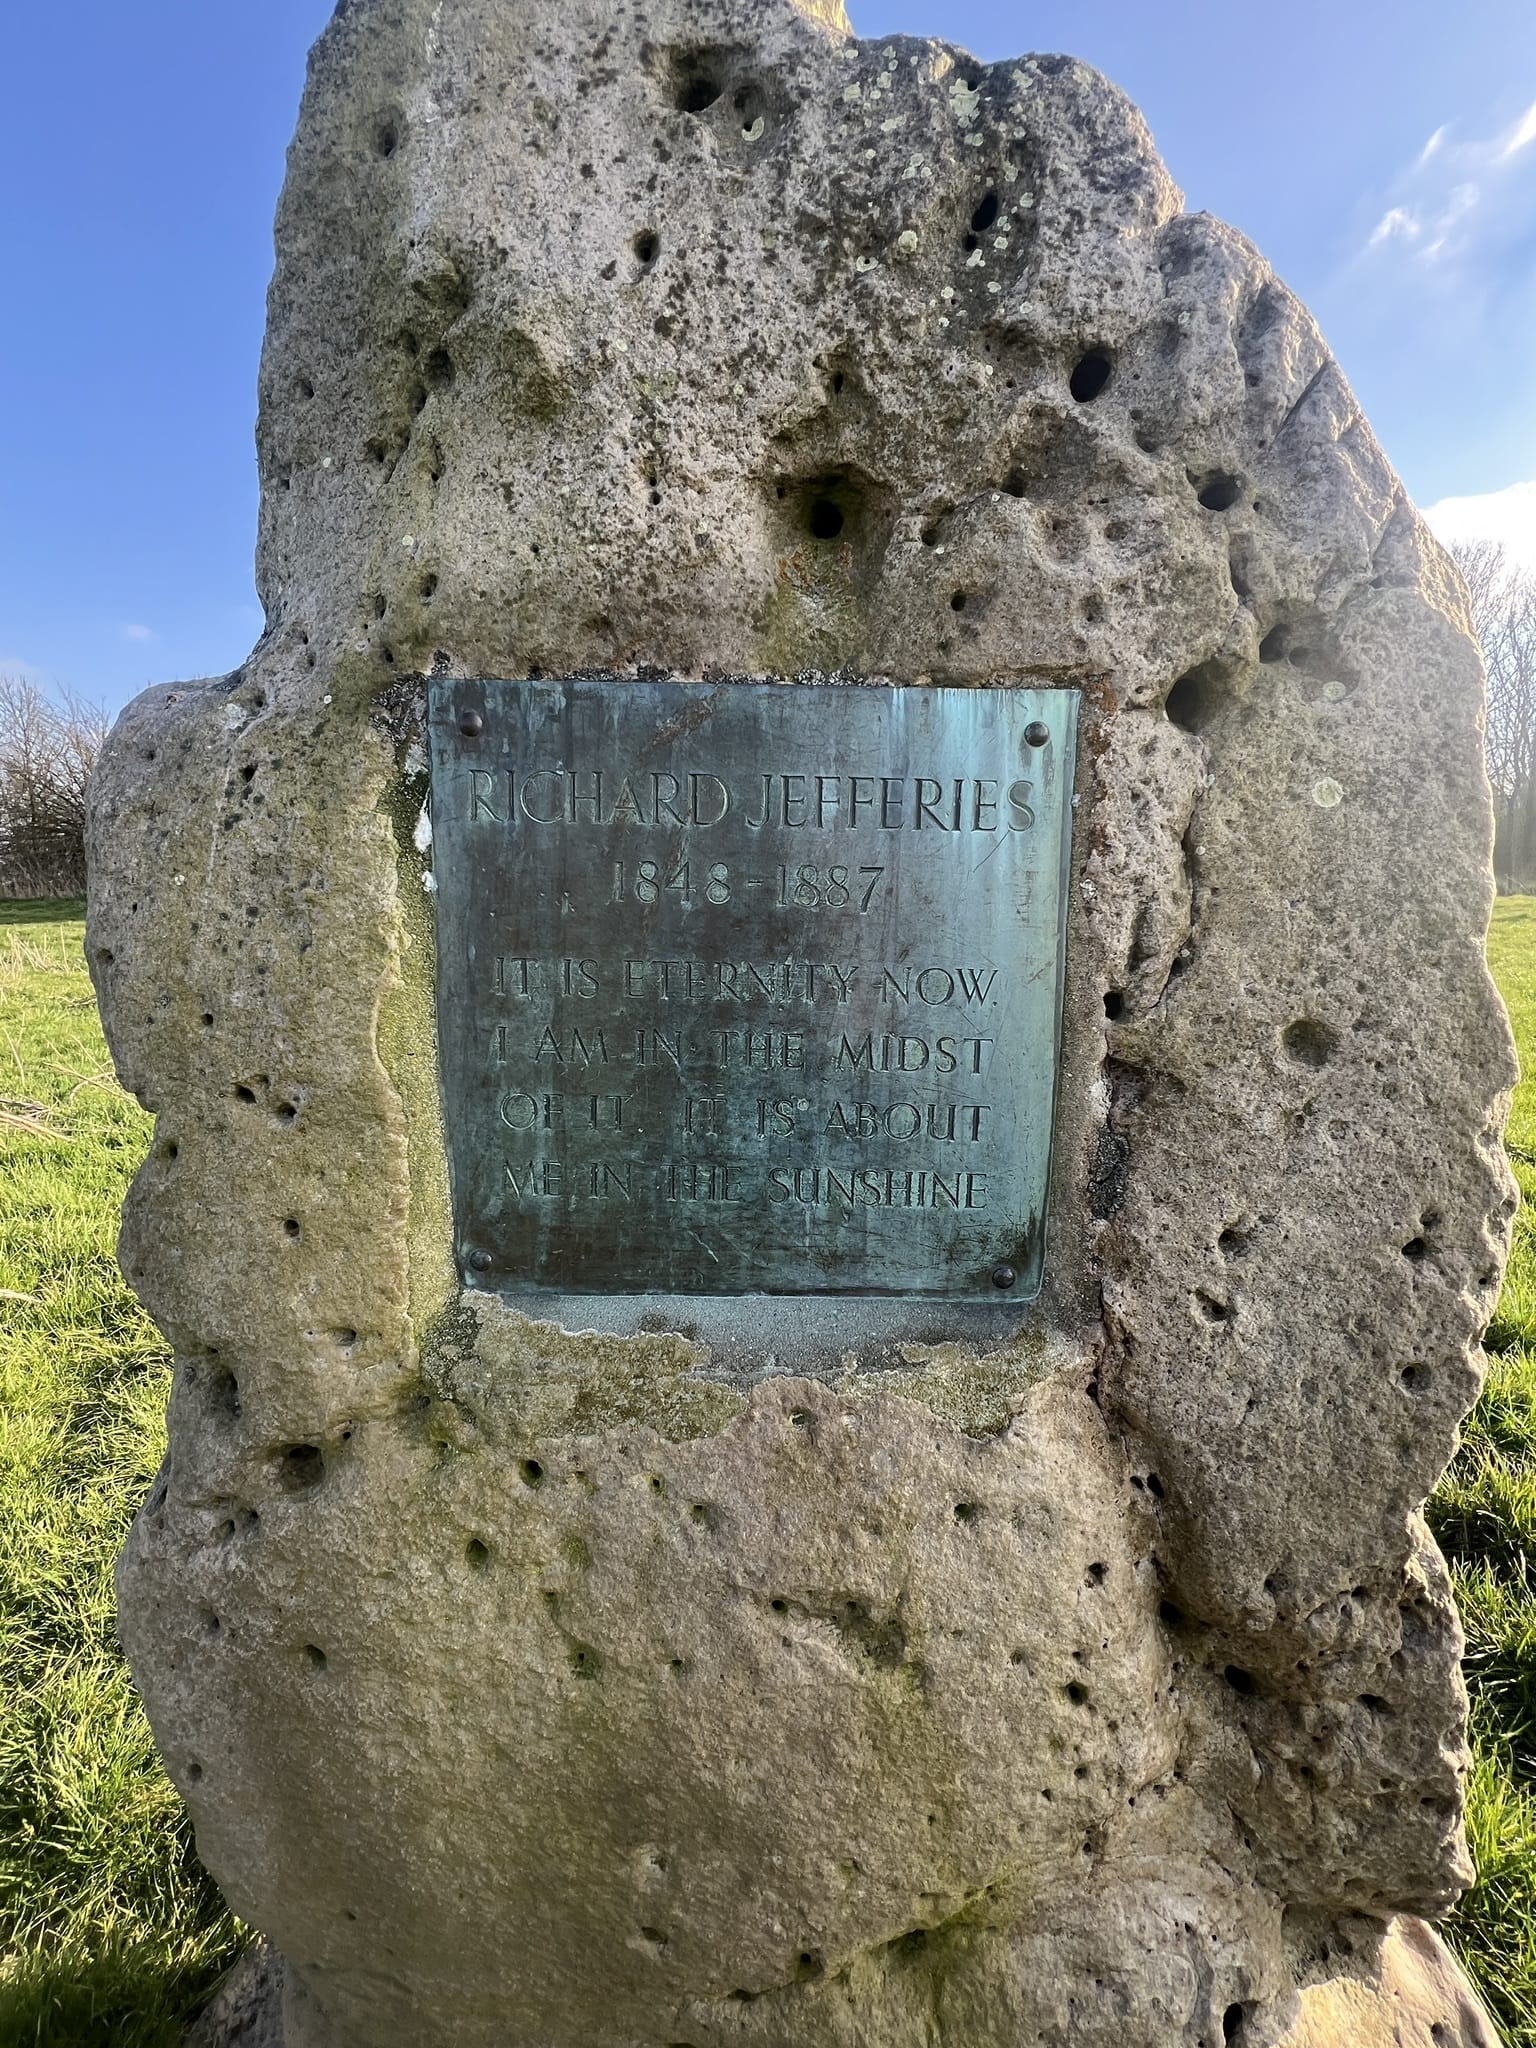 RICHARD JEFFERIES
1848-1887
IT IS ETERNITY NOW.
I AM IN THE MIDST
OF IT. IT IS ABOUT
ME IN THE SUNSHINE